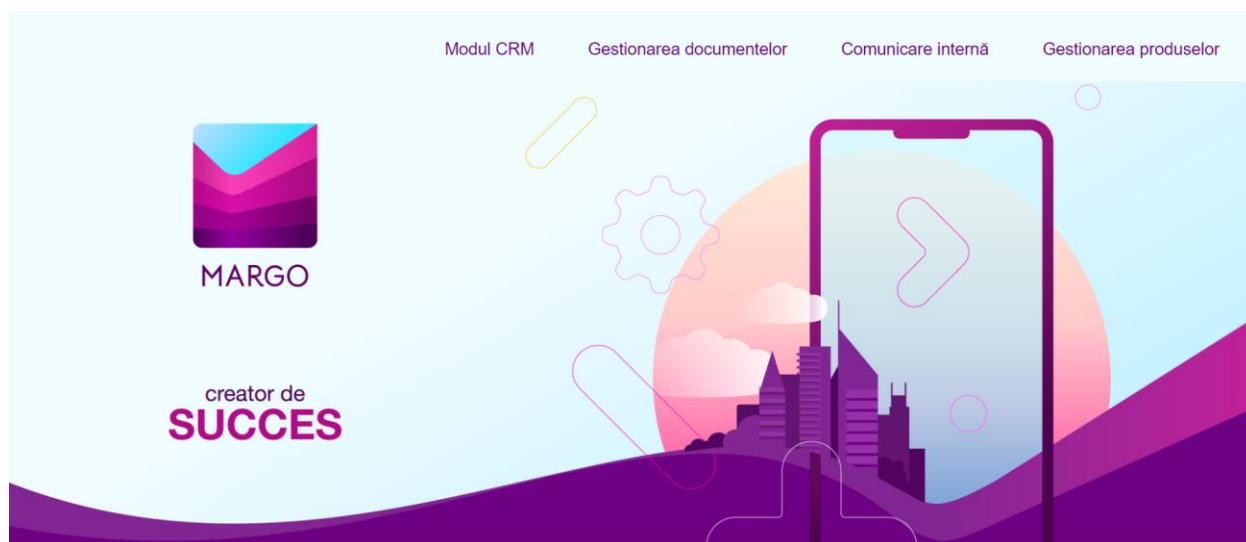 Modul CRM Gestionarea documentelor Comunicare internă Gestionarea produselor
MARGO
creator de
SUCCES